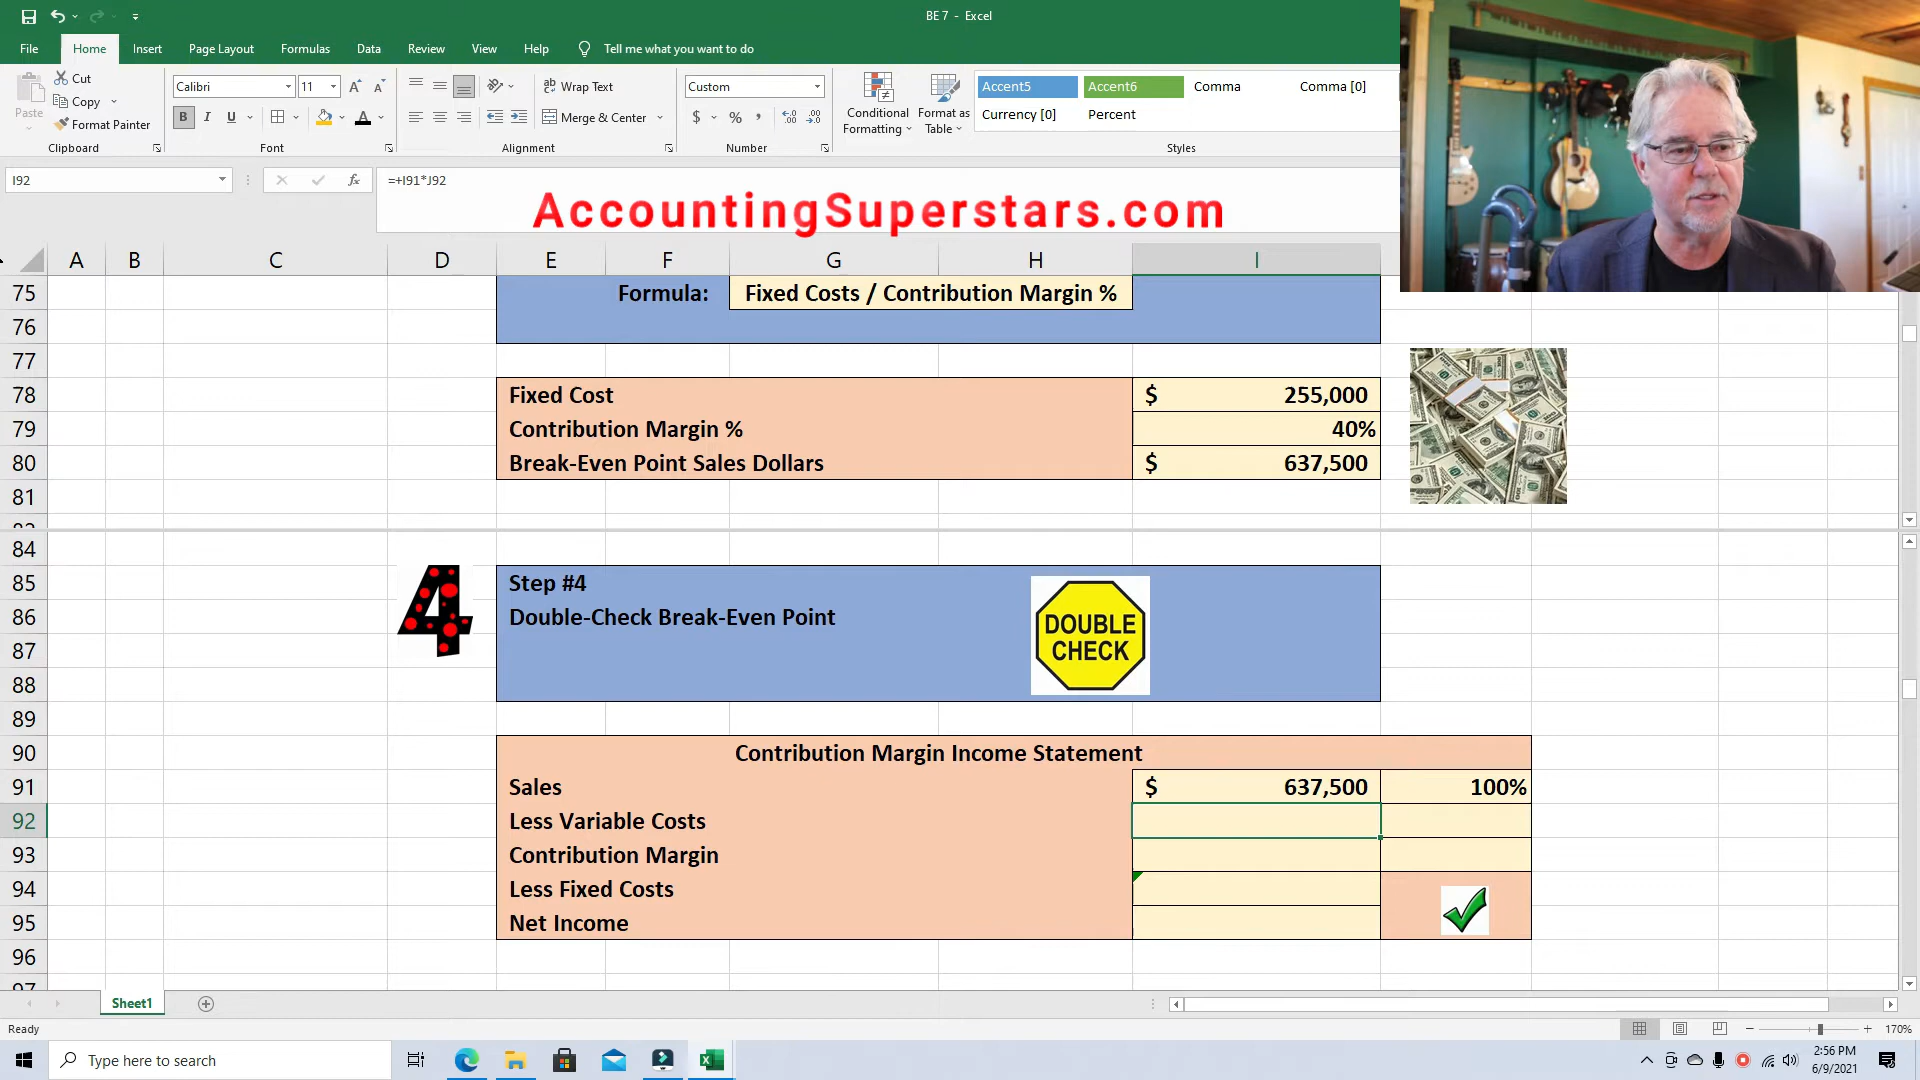 BE 7 - Excel
File Home Insert Page Layout Formulas Data Review View Help Tell me what you want to do
Paste
Cut
Copy
Format Painter
Clipboard
Calibri 11
B I U
Font
Wrap Text
Merge & Center
Alignment
Custom
$ % ,
Number
Conditional Formatting
Format as Table
Accent5 Accent6 Comma Comma [0]
Currency [0] Percent
Styles
I92 fx =+I91*J92
AccountingSuperstars.com
A B C D E F G H I
75 Formula: Fixed Costs / Contribution Margin %
76
77
78 Fixed Cost $ 255,000
79 Contribution Margin % 40%
80 Break-Even Point Sales Dollars $ 637,500
81
84
85 Step #4
86 Double-Check Break-Even Point
DOUBLE
CHECK
4
87
88
89
90 Contribution Margin Income Statement
91 Sales $ 637,500 100%
92 Less Variable Costs
93 Contribution Margin
94 Less Fixed Costs
95 Net Income
96
97
Sheet1
Ready
170%
Type here to search
2:56 PM
6/9/2021